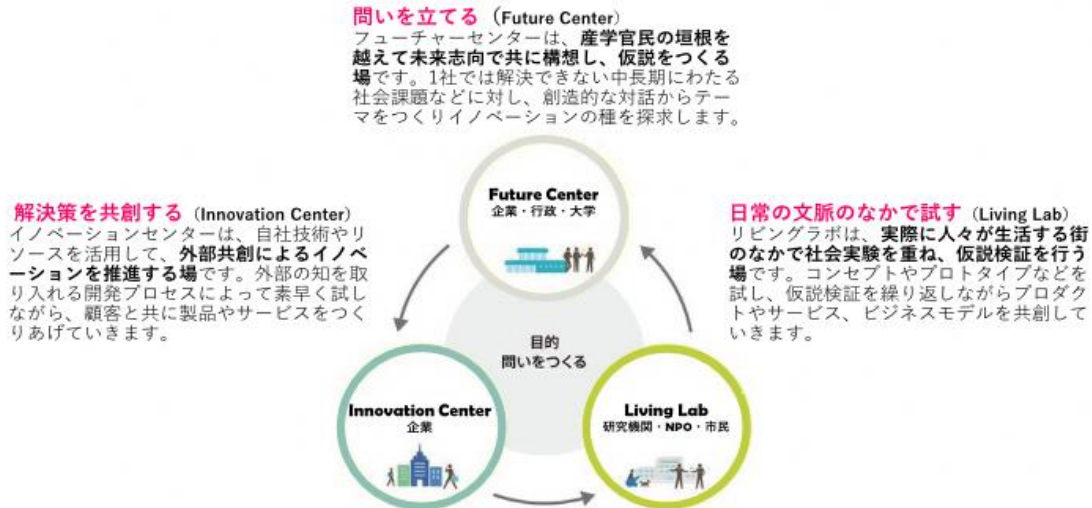 問いを立てる（Future Center）
フューチャーセンターは、産学官民の垣根を
越えて未来志向で共に構想し、仮説をつくる
場です。1社では解決できない中長期にわたる
社会課題などに対し、創造的な対話からテー
マをつくりイノベーションの種を探求します。
解決策を共創する（Innovation Center）
イノベーションセンターは、自社技術やリ
ソースを活用して、外部共創によるイノベ
ーションを推進する場です。外部の知を取
り入れる開発プロセスによって素早く試し
ながら、顧客と共に製品やサービスをつく
りあげていきます。
日常の文脈のなかで試す（Living Lab）
リビングラボは、実際に人々が生活する街
のなかで社会実験を重ね、仮説検証を行う
場です。コンセプトやプロトタイプなどを
試し、仮説検証を繰り返しながらプロダク
トやサービス、ビジネスモデルを共創して
いきます。
Future Center
企業・行政・大学
目的
問いをつくる
Innovation Center
企業
Living Lab
研究機関・NPO・市民